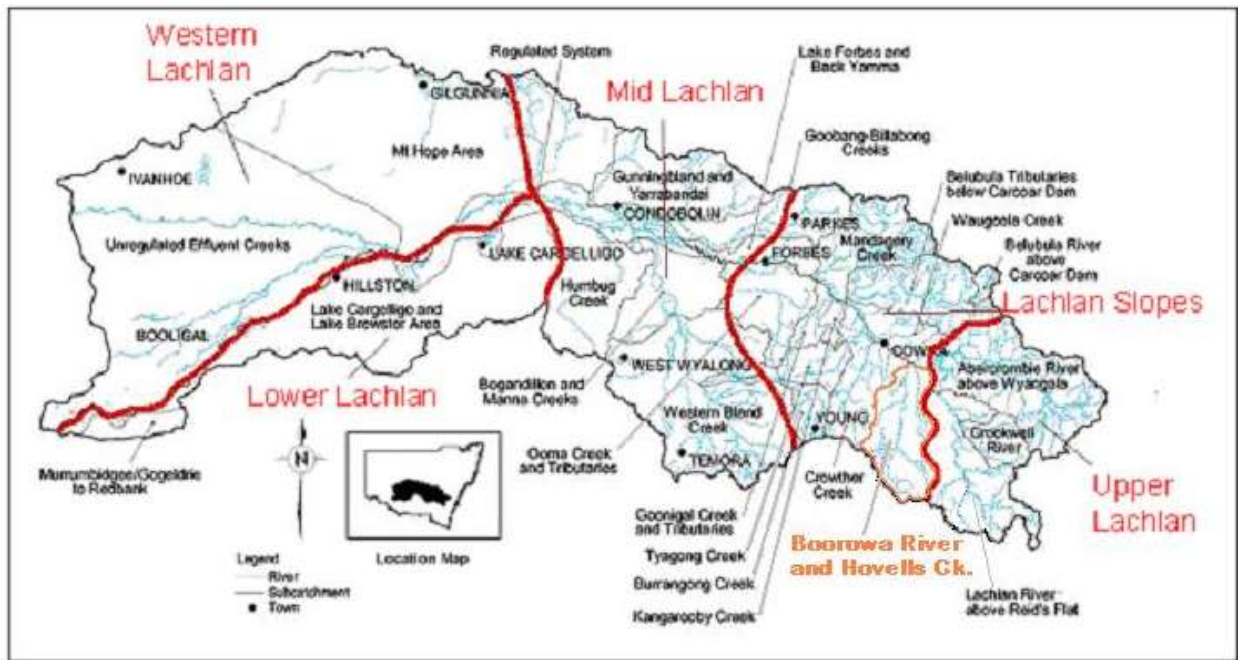 Western
Lachlan
Regulated System
Lake Forbes and
Back Yamma
Mid Lachlan
GILGUNNIA
Goobang-Billabong
Creeks
Mt Hope Area
IVANHOE
Gunningbland and
Yarrabandai
CONDOBOLIN
Belubula Tributaries
below Carcoar Dam
PARKES
Waugoola Creek
Unregulated Effluent Creeks
LAKE CARGELLIGO
FORBES
Mandagery
Creek
Belubula River
above
Carcoar Dam
HILLSTON
Humbug
Creek
Lachlan Slopes
Lake Cargelligo and
Lake Brewster Area
BOOLIGAL
COW
WEST WYALONG
Abercrombie River
above Wyangala
Lower Lachlan
Bogandillon and
Manna Creeks
Western Bland
Creek
YOUNG
Crockwell
River
N
Ooma Creek
and Tributaries
TEMORA
Murrumbidgee/Gogeldrie
to Redbank
Crowther
Creek
Upper
Lachlan
Goonigal Creek
and Tributaries
Location Map
Tyagong Creek
Boorowa River
and Hovells Ck.
Legend
River
Subcatchment
Town
Burrangong Creek
Lachlan River
above Reid's Flat
Kangarooby Creek